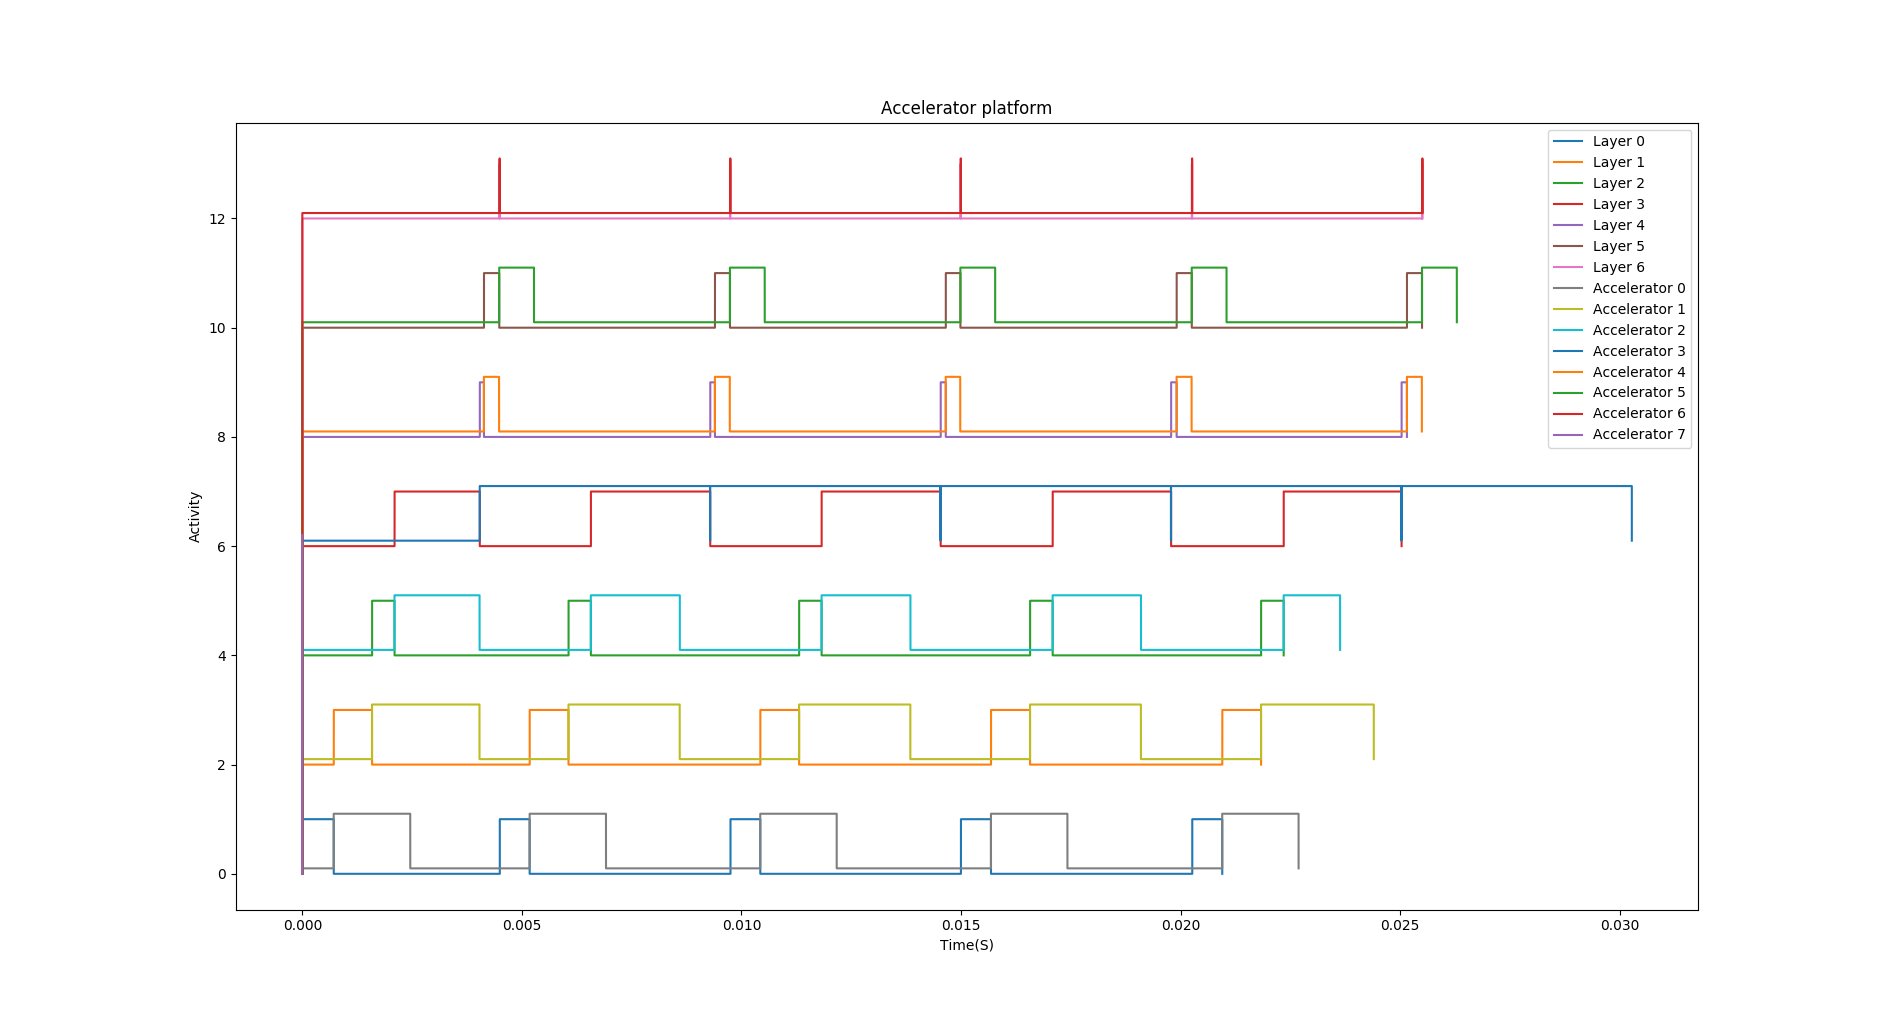 Accelerator platform
Layer 0
Layer 1
Layer 2
Layer 3
Layer 4
Layer 5
Layer 6
Accelerator 0
Accelerator 1
Accelerator 2
Accelerator 3
Accelerator 4
Accelerator 5
Accelerator 6
Accelerator 7
12
10
8
6
4
2
0
Activity
0.000 0.005 0.010 0.015 0.020 0.025 0.030
Time(S)